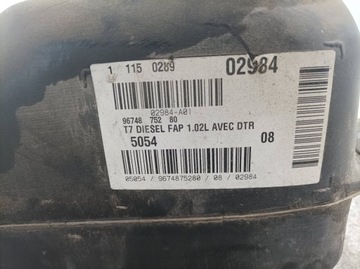 1 115 0289 02984
02984-A01
96748 752 80
T7 DIESEL FAP 1.02L AVEC DTR
5054 08
05054 / 9674875280 / 08 / 02984